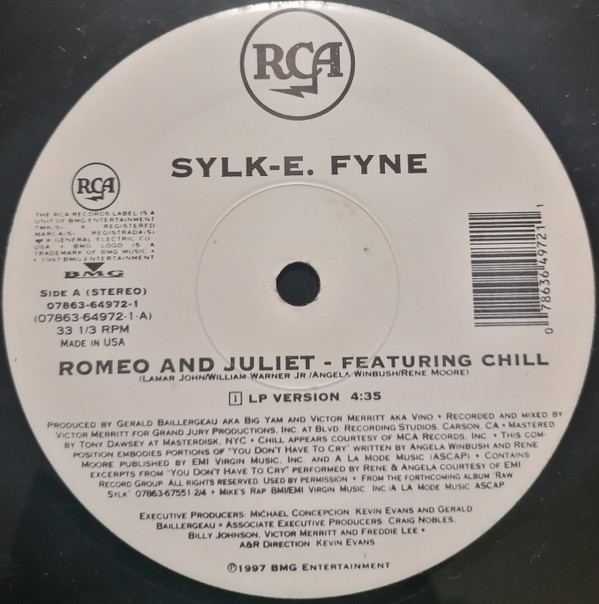 RCA
SYLK-E. FYNE
RCA
THE RCA RECORDS LABEL IS A
UNIT OF BMG ENTERTAINMENT
TMK(S) ® REGISTERED
MARCA(S) REGISTRADA(S)
GENERAL ELECTRIC CO.
USA • BMG LOGO IS A
TRADEMARK OF BMG MUSIC •
1997 BMG ENTERTAINMENT
BMG
SIDE A (STEREO)
07863-64972-1
(07863-64972-1-A)
33 1/3 RPM
MADE IN USA
0 78636 49721 1
ROMEO AND JULIET - FEATURING CHILL
(LAMAR JOHN/WILLIAM WARNER JR./ANGELA WINBUSH/RENE MOORE)
1 LP VERSION 4:35
PRODUCED BY GERALD BAILLERGEAU AKA BIG YAM AND VICTOR MERRITT AKA VINO • RECORDED AND MIXED BY
VICTOR MERRITT FOR GRAND JURY PRODUCTIONS, INC. AT BLVD. RECORDING STUDIOS, CARSON, CA • MASTERED
BY TONY DAWSEY AT MASTERDISK, NYC • CHILL APPEARS COURTESY OF MCA RECORDS, INC • THIS COM-
POSITION EMBODIES PORTIONS OF "YOU DON'T HAVE TO CRY" WRITTEN BY ANGELA WINBUSH AND RENE
MOORE PUBLISHED BY EMI VIRGIN MUSIC, INC. AND A LA MODE MUSIC (ASCAP) • CONTAINS
EXCERPTS FROM "YOU DON'T HAVE TO CRY" PERFORMED BY RENE & ANGELA COURTESY OF EMI
RECORD GROUP. ALL RIGHTS RESERVED. USED BY PERMISSION • FROM THE FORTHCOMING ALBUM "RAW
SYLK" 07863-67551-2/4 • MIKE'S RAP BMI/EMI VIRGIN MUSIC, INC./A LA MODE MUSIC ASCAP
EXECUTIVE PRODUCERS: MICHAEL CONCEPCION, KEVIN EVANS AND GERALD
BAILLERGEAU • ASSOCIATE EXECUTIVE PRODUCERS: CRAIG NOBLES,
BILLY JOHNSON, VICTOR MERRITT AND FREDDIE LEE •
A&R DIRECTION: KEVIN EVANS
℗1997 BMG ENTERTAINMENT